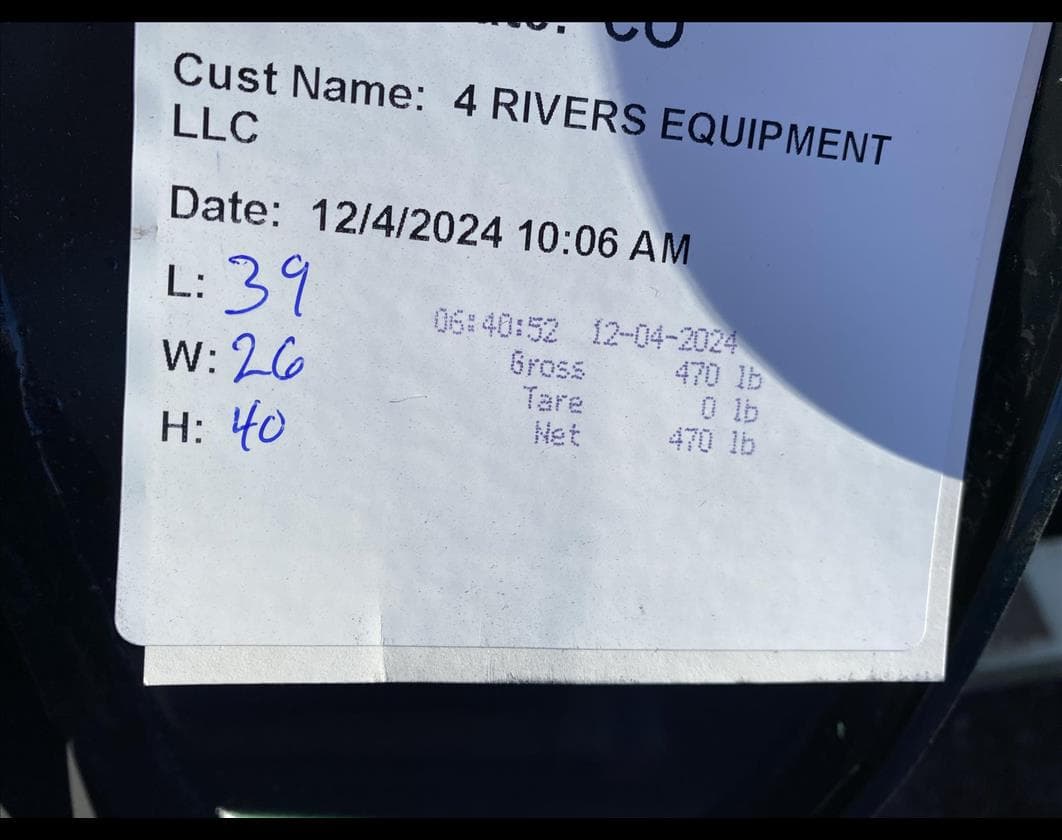 CO
Cust Name: 4 RIVERS EQUIPMENT
LLC
Date: 12/4/2024 10:06 AM
L: 39
06:40:52 12-04-2024
W: 26
Gross 470 lb
Tare 0 lb
H: 40
Net 470 lb